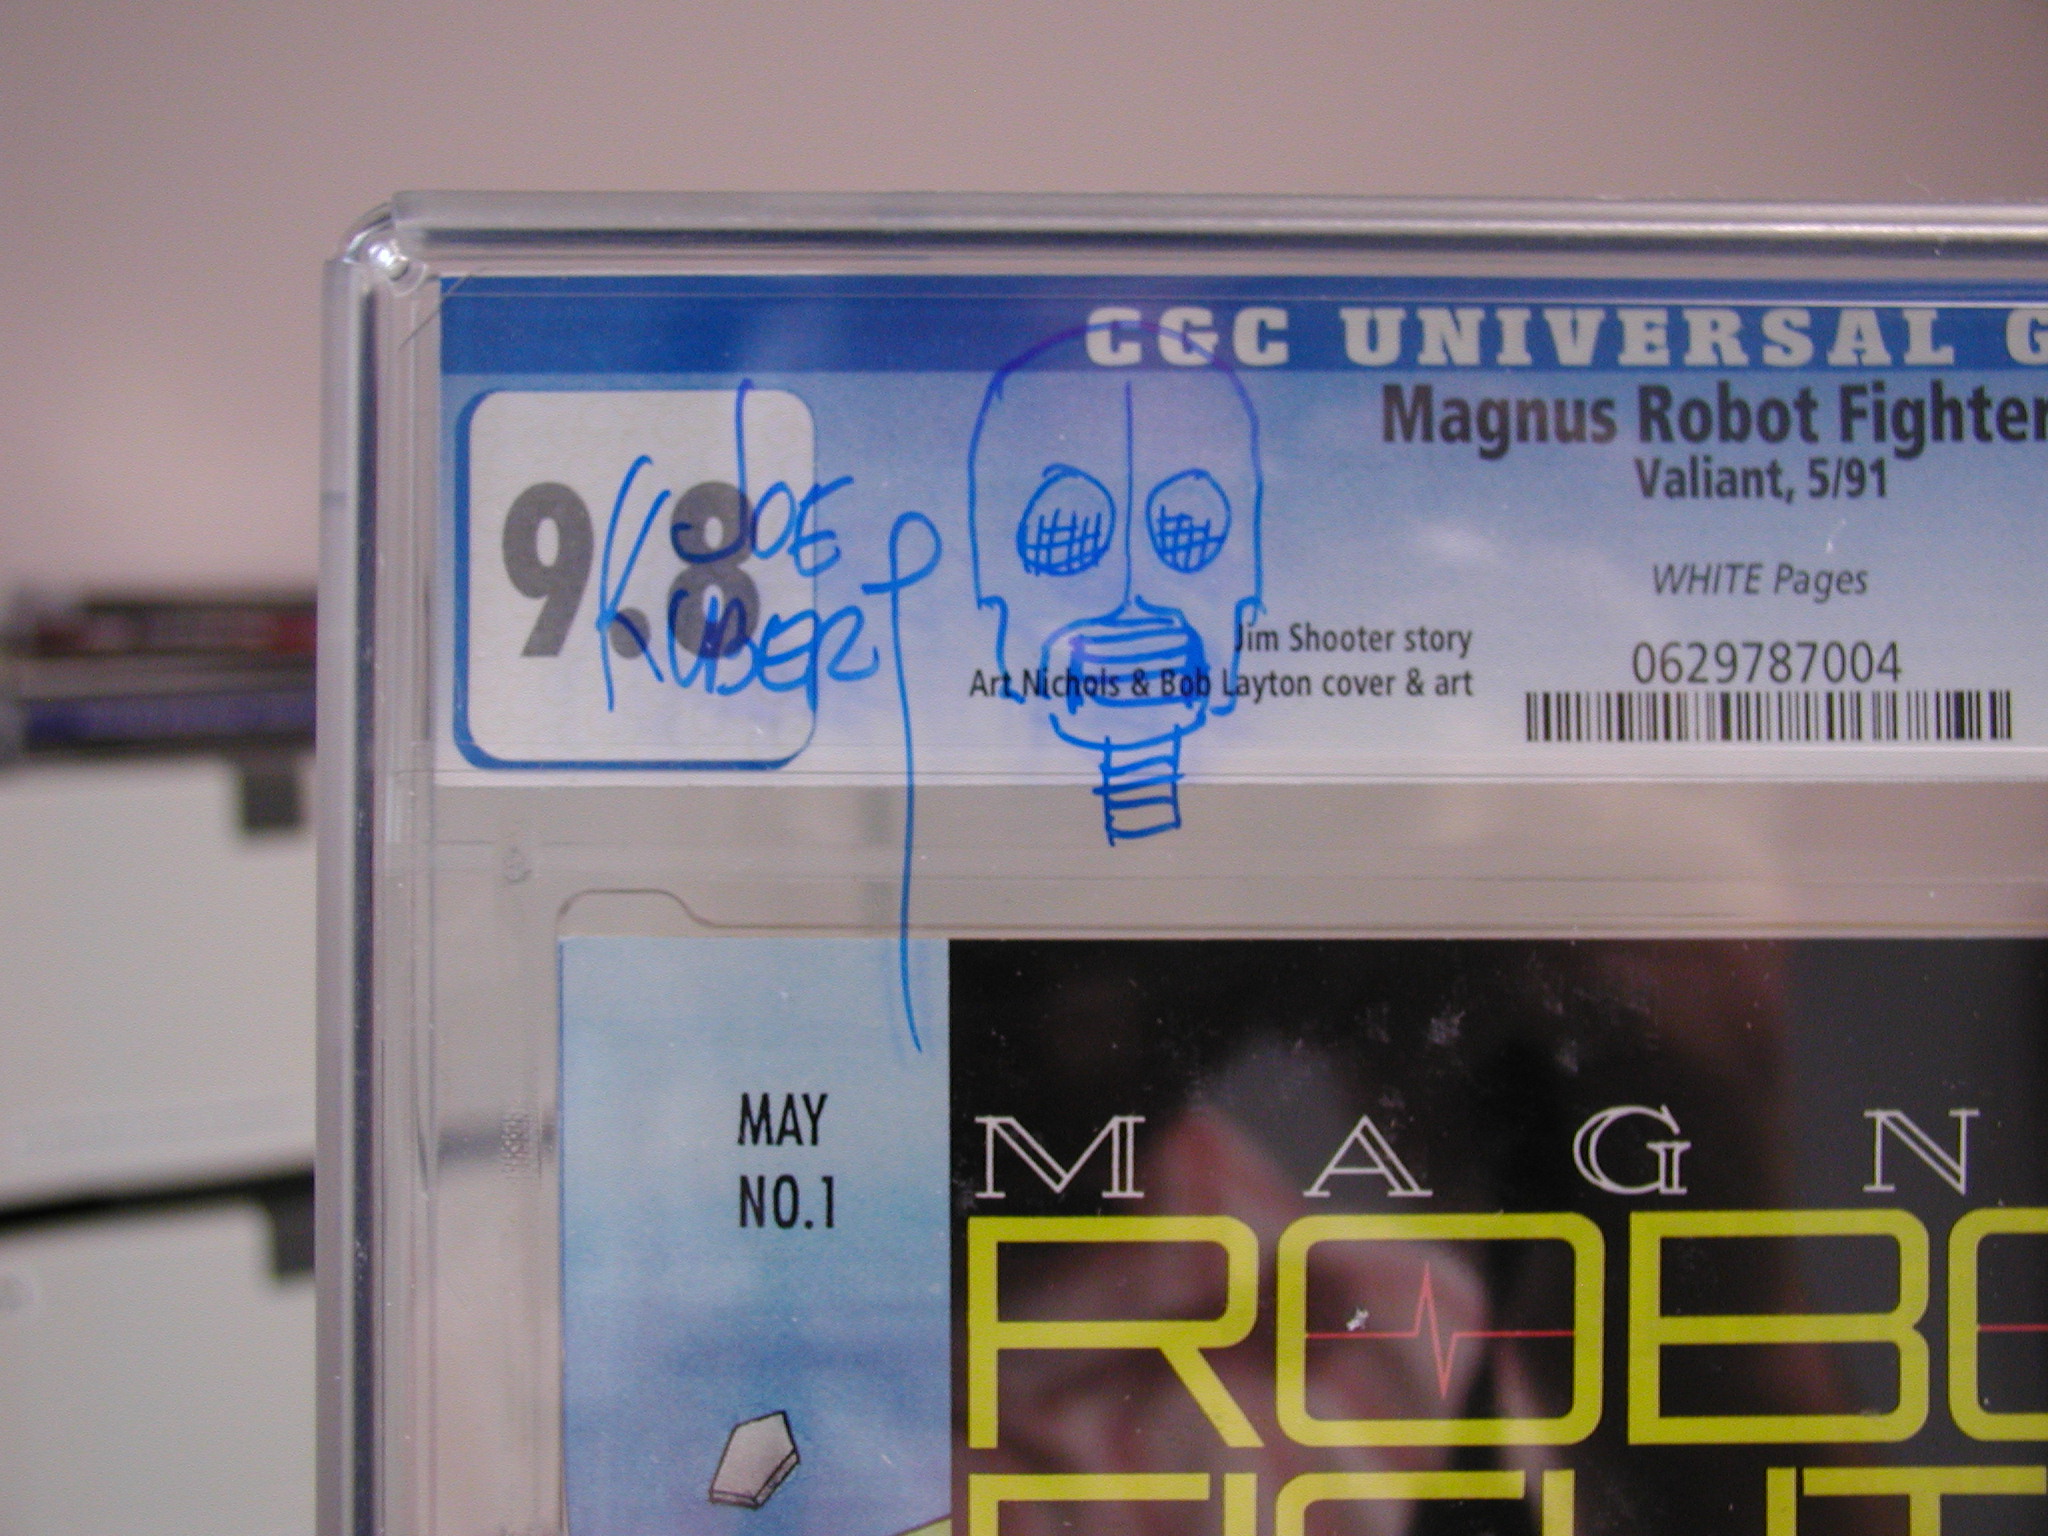 CGC UNIVERSAL G
Magnus Robot Fighter
Valiant, 5/91
9.8
JOE
KUBERT
WHITE Pages
Jim Shooter story
Art Nichols & Bob Layton cover & art
0629787004
MAY
NO.1
MAGN
ROBO
FIGHT